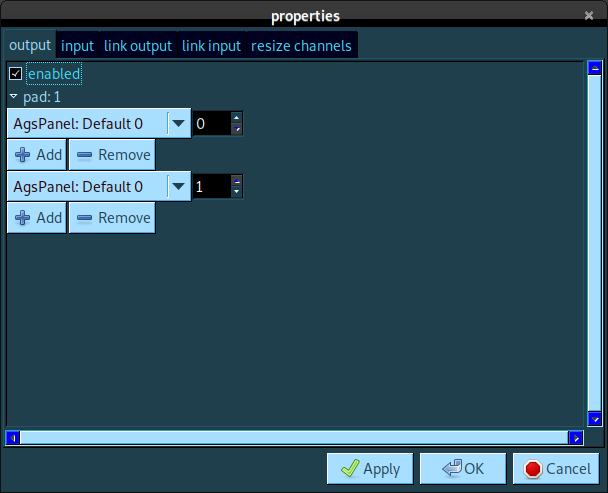 properties
output input link output link input resize channels
enabled
pad: 1
AgsPanel: Default 0 0
Add Remove
AgsPanel: Default 0 1
Add Remove
Apply OK Cancel